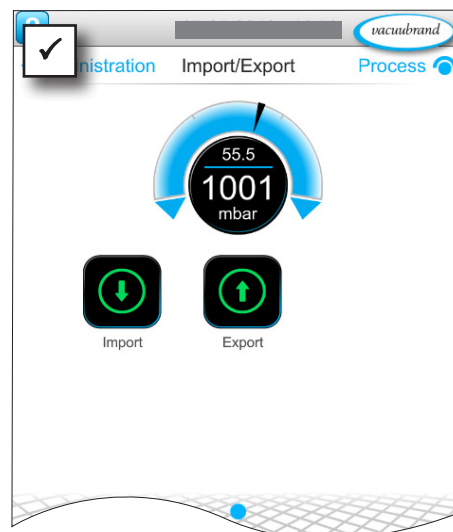 vacuubrand
nistration Import/Export Process
55.5
1001
mbar
Import Export